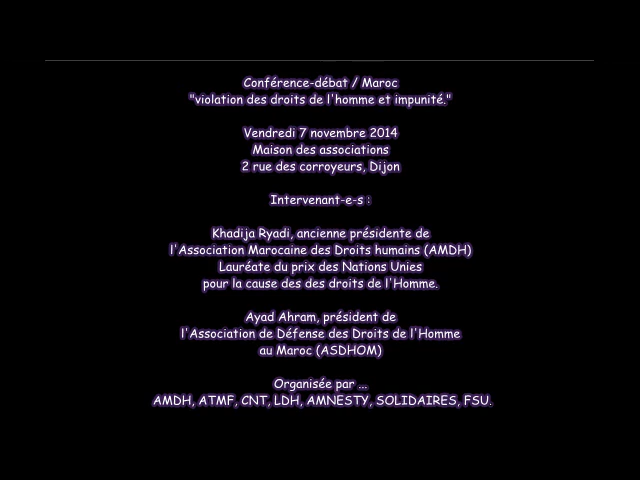 Conférence-débat / Maroc
"violation des droits de l'homme et impunité."
Vendredi 7 novembre 2014
Maison des associations
2 rue des corroyeurs, Dijon
Intervenant-e-s :
Khadija Ryadi, ancienne présidente de
l'Association Marocaine des Droits humains (AMDH)
Lauréate du prix des Nations Unies
pour la cause des des droits de l'Homme.
Ayad Ahram, président de
l'Association de Défense des Droits de l'Homme
au Maroc (ASDHOM)
Organisée par ...
AMDH, ATMF, CNT, LDH, AMNESTY, SOLIDAIRES, FSU.